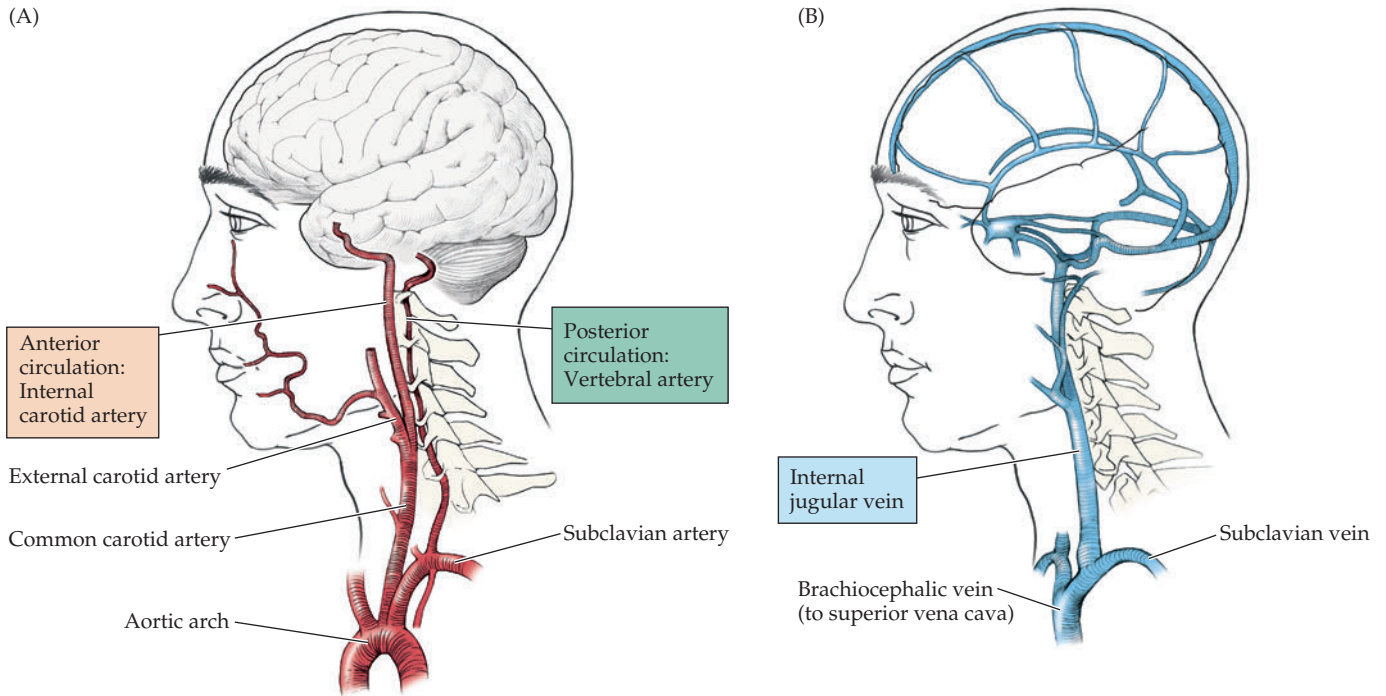 (A)
Anterior
circulation:
Internal
carotid artery
Posterior
circulation:
Vertebral artery
External carotid artery
Common carotid artery
Subclavian artery
Aortic arch
(B)
Internal
jugular vein
Subclavian vein
Brachiocephalic vein
(to superior vena cava)